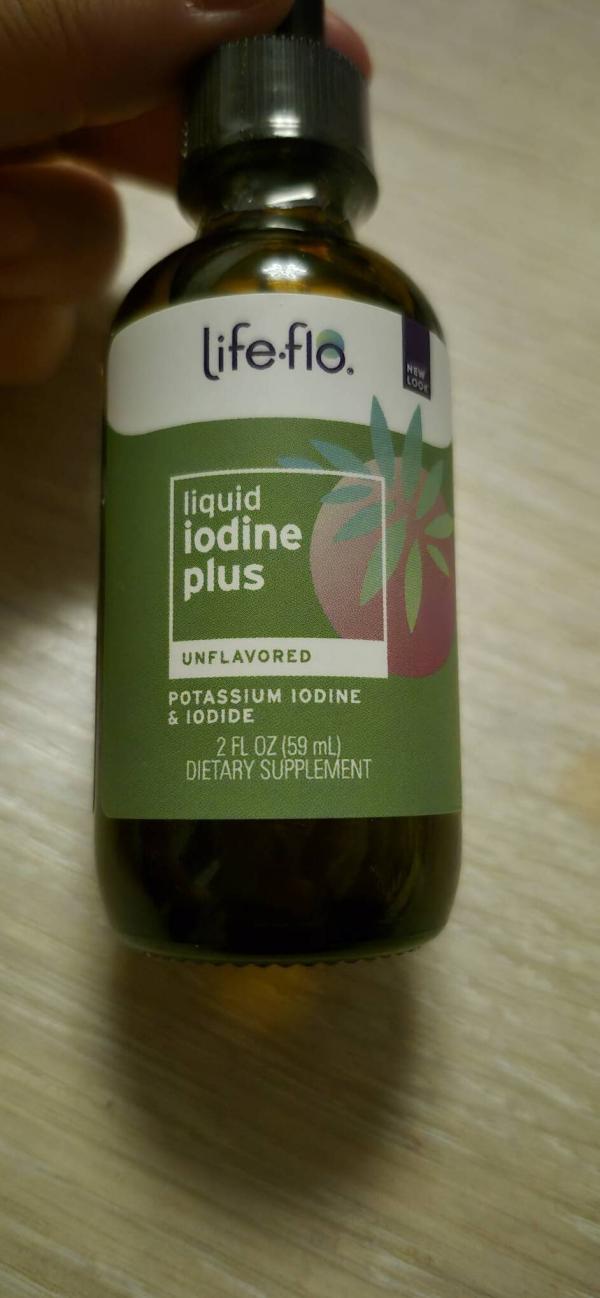 life·flo®
NEW
LOOK
liquid
iodine
plus
UNFLAVORED
POTASSIUM IODINE
& IODIDE
2 FL OZ (59 mL)
DIETARY SUPPLEMENT